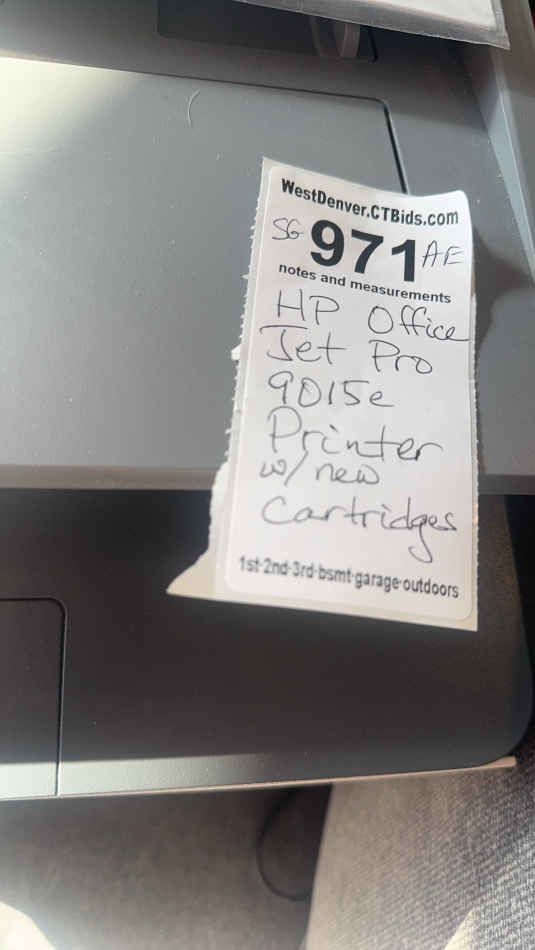 WestDenver.CTBids.com
SG 971 AE
notes and measurements
HP Office
Jet Pro
9015e
Printer
w/ new
Cartridges
1st·2nd·3rd·bsmt·garage·outdoors